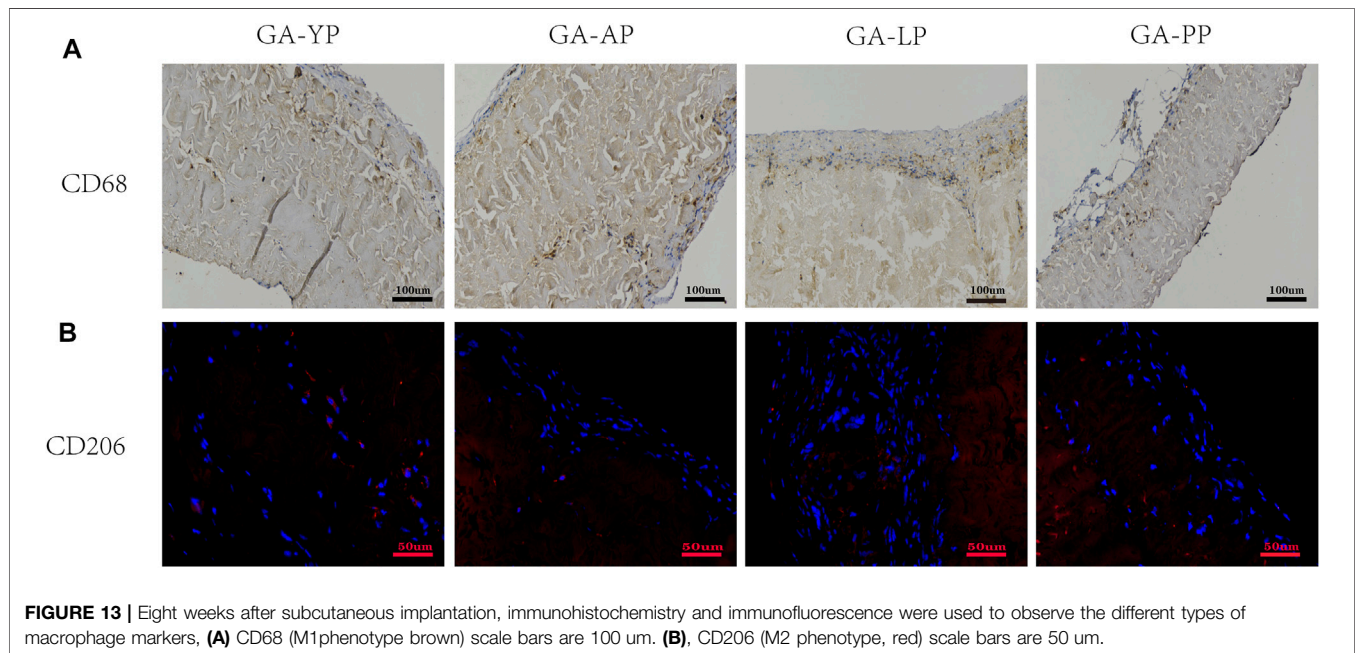 GA-YP GA-AP GA-LP GA-PP
A
CD68
100um 100um 100um 100um
B
CD206
50um 50um 50um 50um
FIGURE 13 | Eight weeks after subcutaneous implantation, immunohistochemistry and immunofluorescence were used to observe the different types of
macrophage markers, (A) CD68 (M1phenotype brown) scale bars are 100 um. (B), CD206 (M2 phenotype, red) scale bars are 50 um.